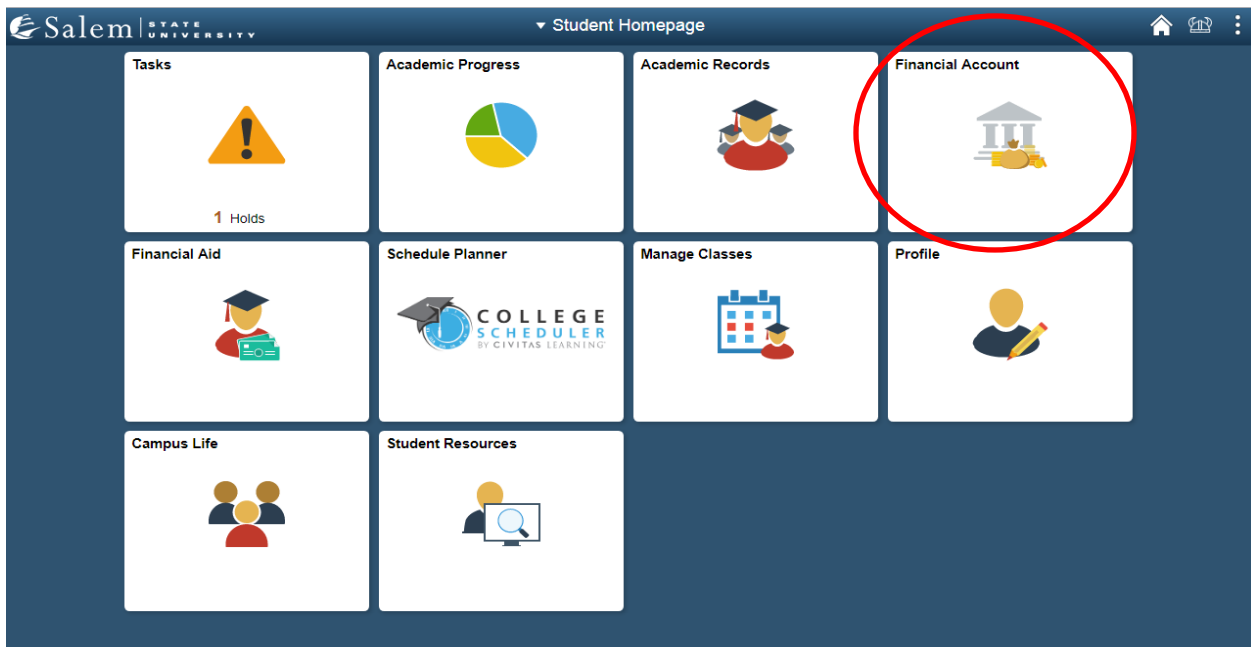 Salem STATE UNIVERSITY
Student Homepage
Tasks
Academic Progress
Academic Records
Financial Account
1 Holds
Financial Aid
Schedule Planner
Manage Classes
Profile
COLLEGE
SCHEDULER
BY CIVITAS LEARNING
Campus Life
Student Resources